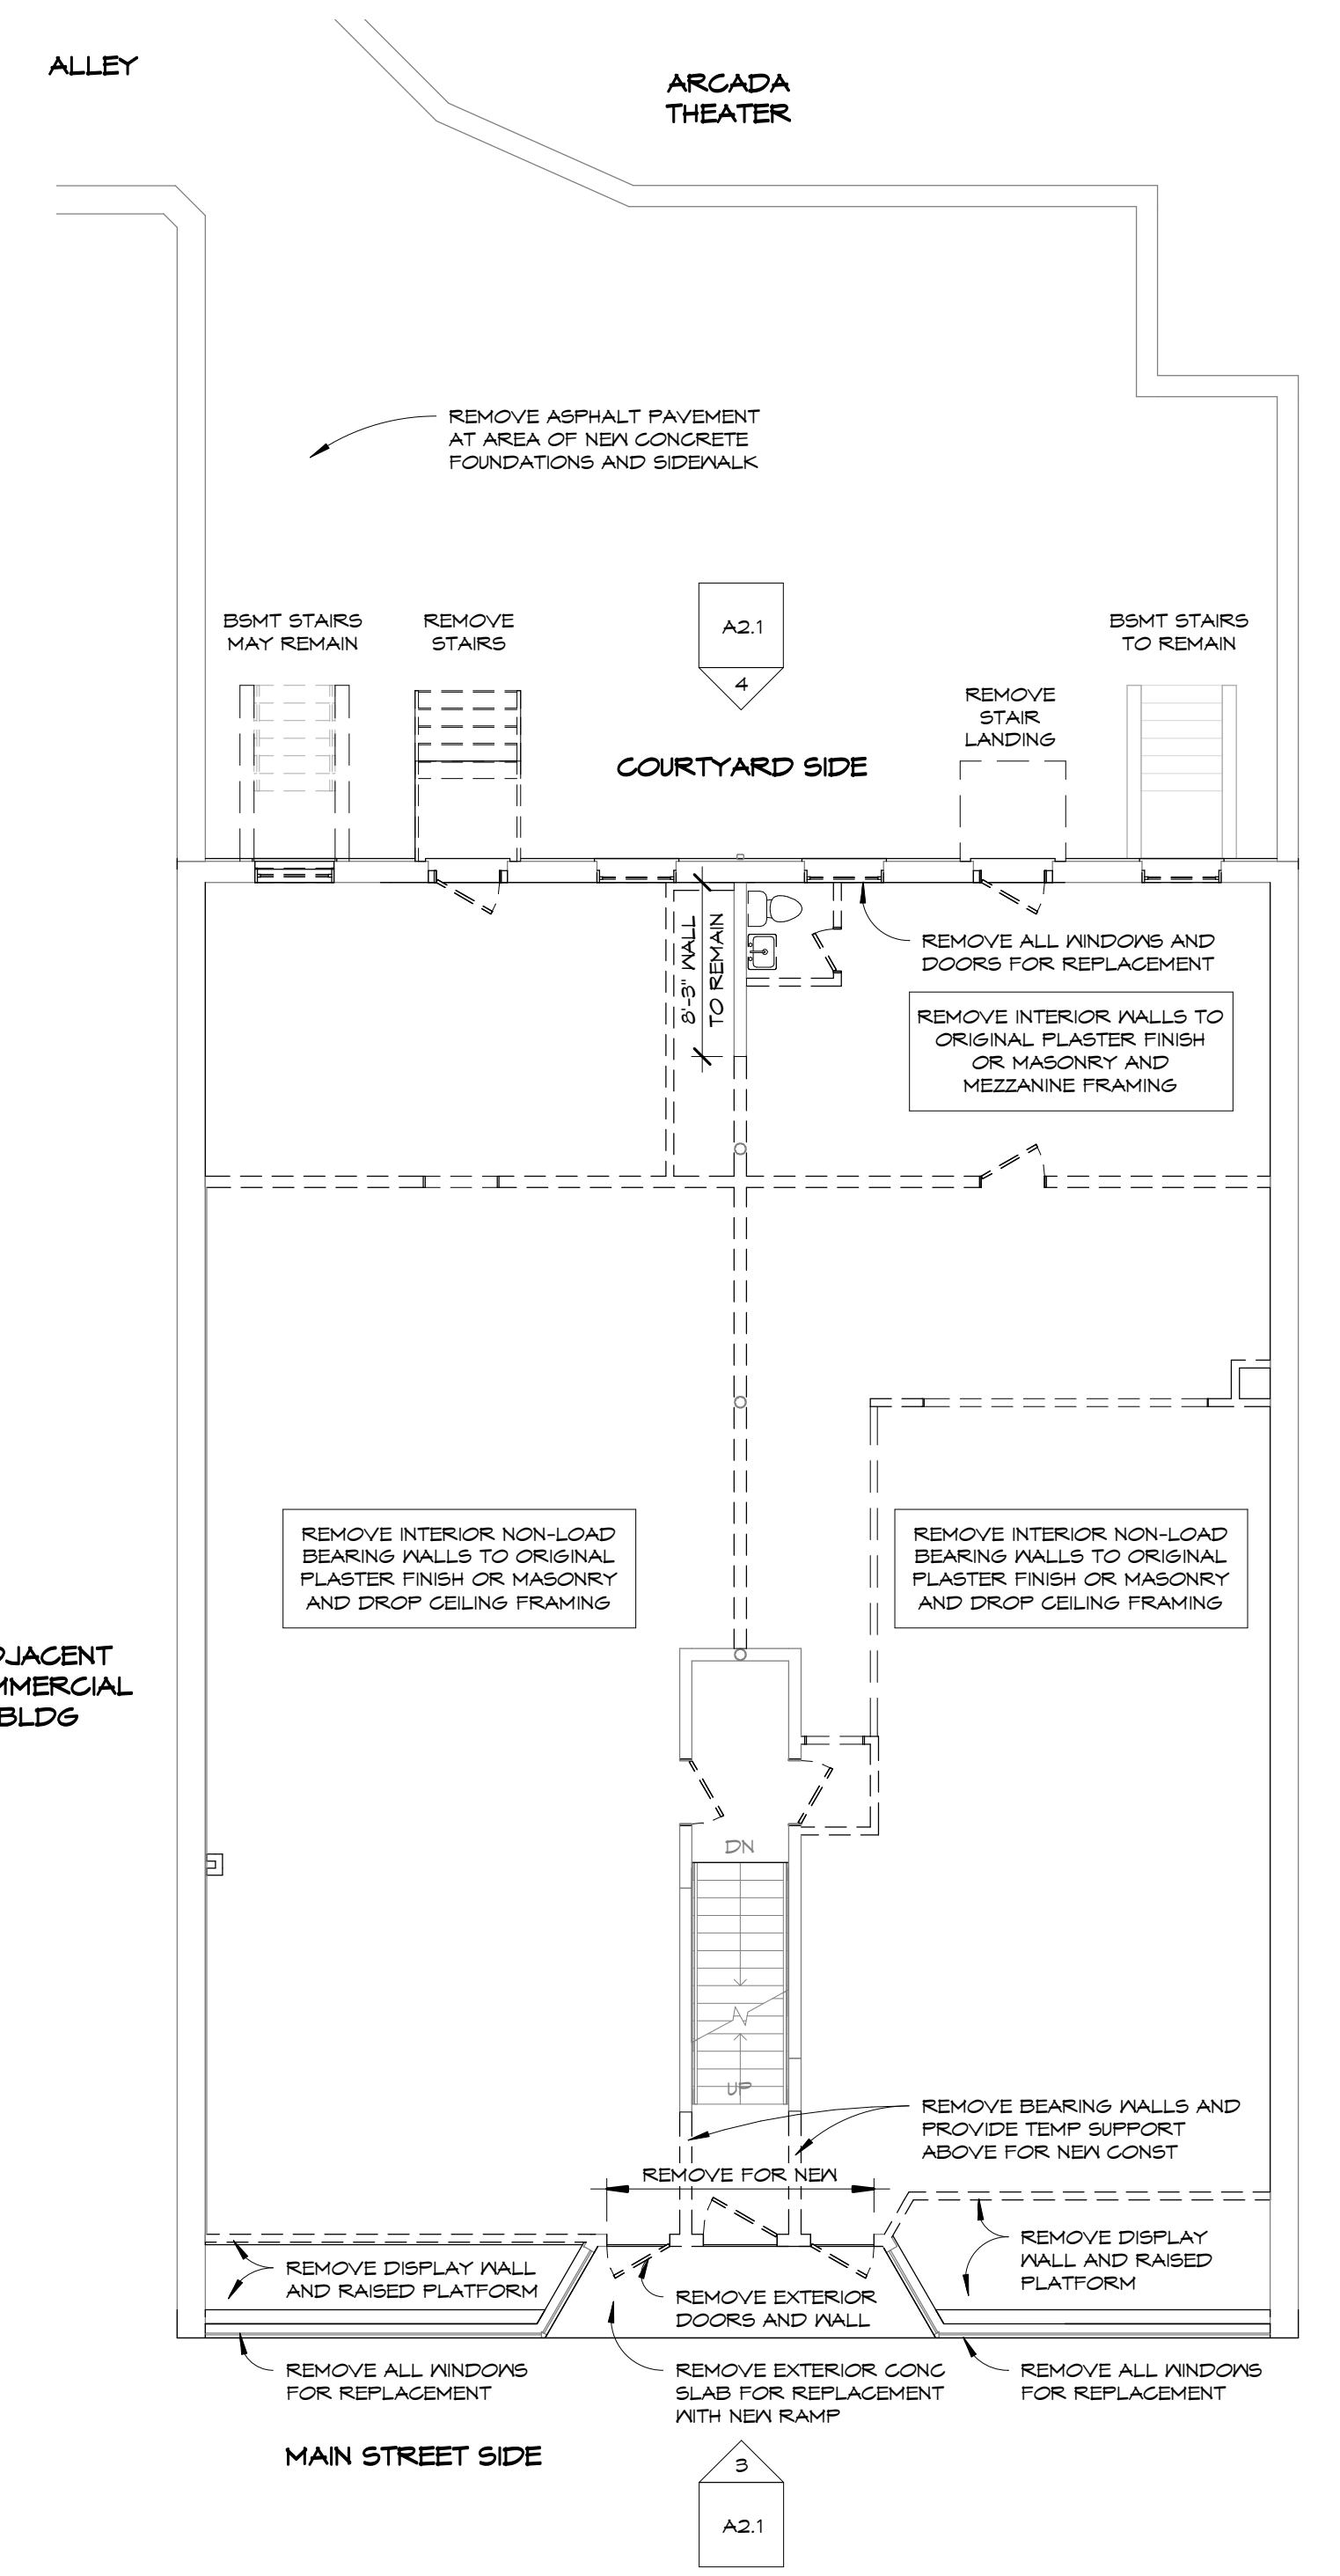 ALLEY
ARCADA
THEATER
REMOVE ASPHALT PAVEMENT
AT AREA OF NEW CONCRETE
FOUNDATIONS AND SIDEWALK
BSMT STAIRS
MAY REMAIN
REMOVE
STAIRS
A2.1
4
BSMT STAIRS
TO REMAIN
REMOVE
STAIR
LANDING
COURTYARD SIDE
8'-3" WALL
TO REMAIN
REMOVE ALL WINDOWS AND
DOORS FOR REPLACEMENT
REMOVE INTERIOR WALLS TO
ORIGINAL PLASTER FINISH
OR MASONRY AND
MEZZANINE FRAMING
REMOVE INTERIOR NON-LOAD
BEARING WALLS TO ORIGINAL
PLASTER FINISH OR MASONRY
AND DROP CEILING FRAMING
REMOVE INTERIOR NON-LOAD
BEARING WALLS TO ORIGINAL
PLASTER FINISH OR MASONRY
AND DROP CEILING FRAMING
DJACENT
MMERCIAL
BLDG
DN
UP
REMOVE BEARING WALLS AND
PROVIDE TEMP SUPPORT
ABOVE FOR NEW CONST
REMOVE FOR NEW
REMOVE DISPLAY WALL
AND RAISED PLATFORM
REMOVE EXTERIOR
DOORS AND WALL
REMOVE DISPLAY
WALL AND RAISED
PLATFORM
REMOVE ALL WINDOWS
FOR REPLACEMENT
REMOVE EXTERIOR CONC
SLAB FOR REPLACEMENT
WITH NEW RAMP
REMOVE ALL WINDOWS
FOR REPLACEMENT
MAIN STREET SIDE
3
A2.1